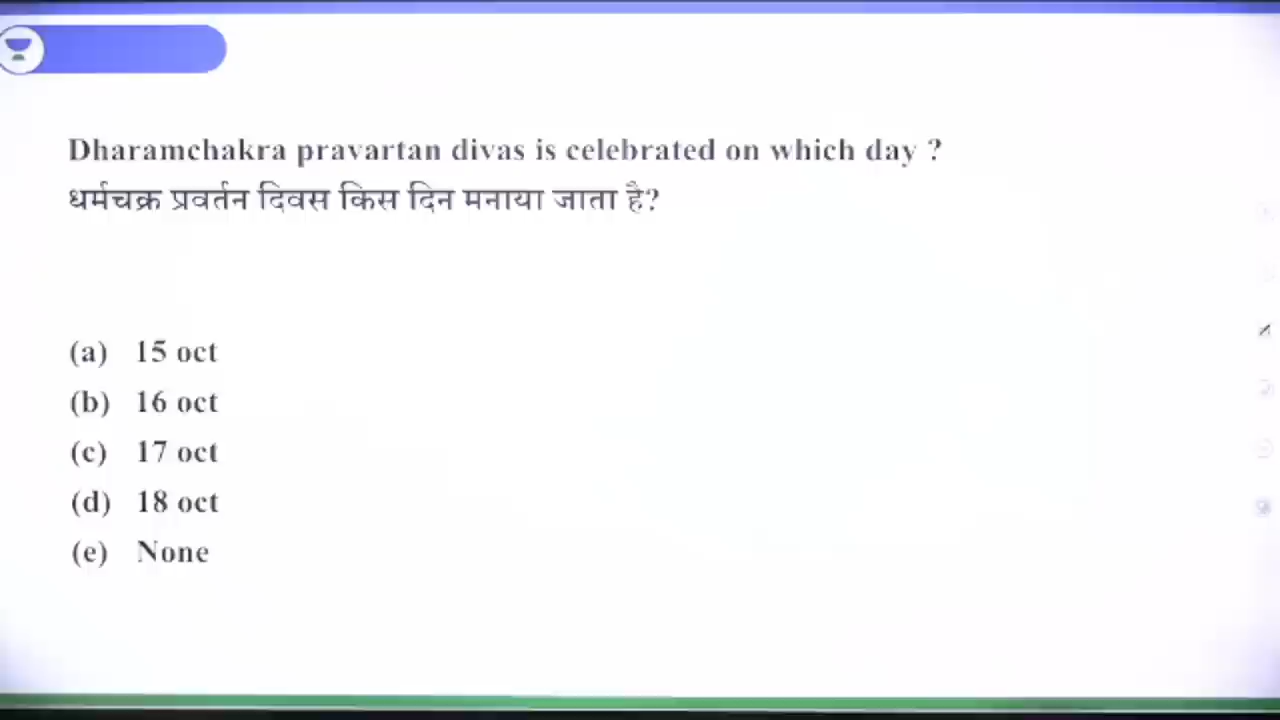 Dharamchakra pravartan divas is celebrated on which day ?
धर्मचक्र प्रवर्तन दिवस किस दिन मनाया जाता है?
(a) 15 oct
(b) 16 oct
(c) 17 oct
(d) 18 oct
(e) None